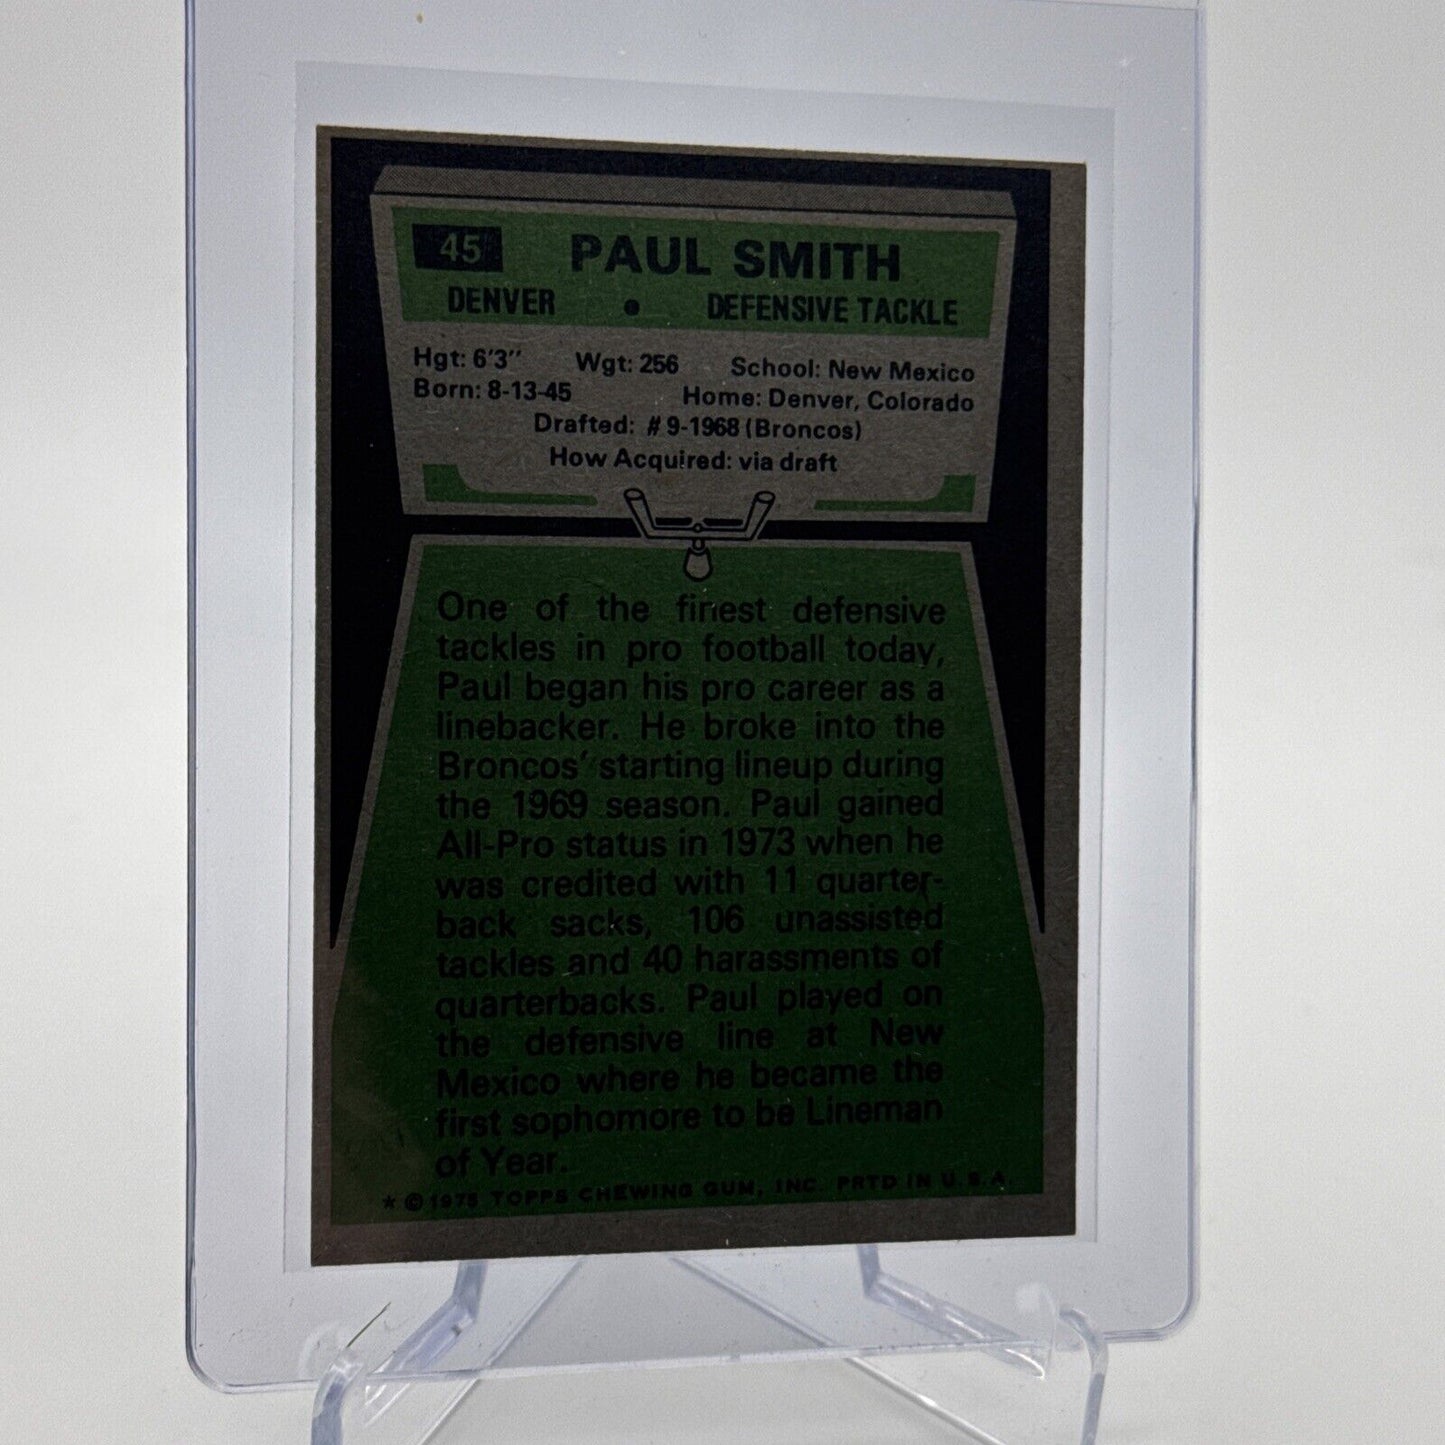 45 PAUL SMITH
DENVER • DEFENSIVE TACKLE
Hgt: 6'3'' Wgt: 256 School: New Mexico
Born: 8-13-45 Home: Denver, Colorado
Drafted: #9-1968 (Broncos)
How Acquired: via draft
One of the finest defensive
tackles in pro football today,
Paul began his pro career as a
linebacker. He broke into the
Broncos' starting lineup during
the 1969 season. Paul gained
All-Pro status in 1973 when he
was credited with 11 quarter-
back sacks, 106 unassisted
tackles and 40 harassments of
quarterbacks. Paul played on
the defensive line at New
Mexico where he became the
first sophomore to be Lineman
of Year.
* © 1975 TOPPS CHEWING GUM, INC. PRTD IN U.S.A.